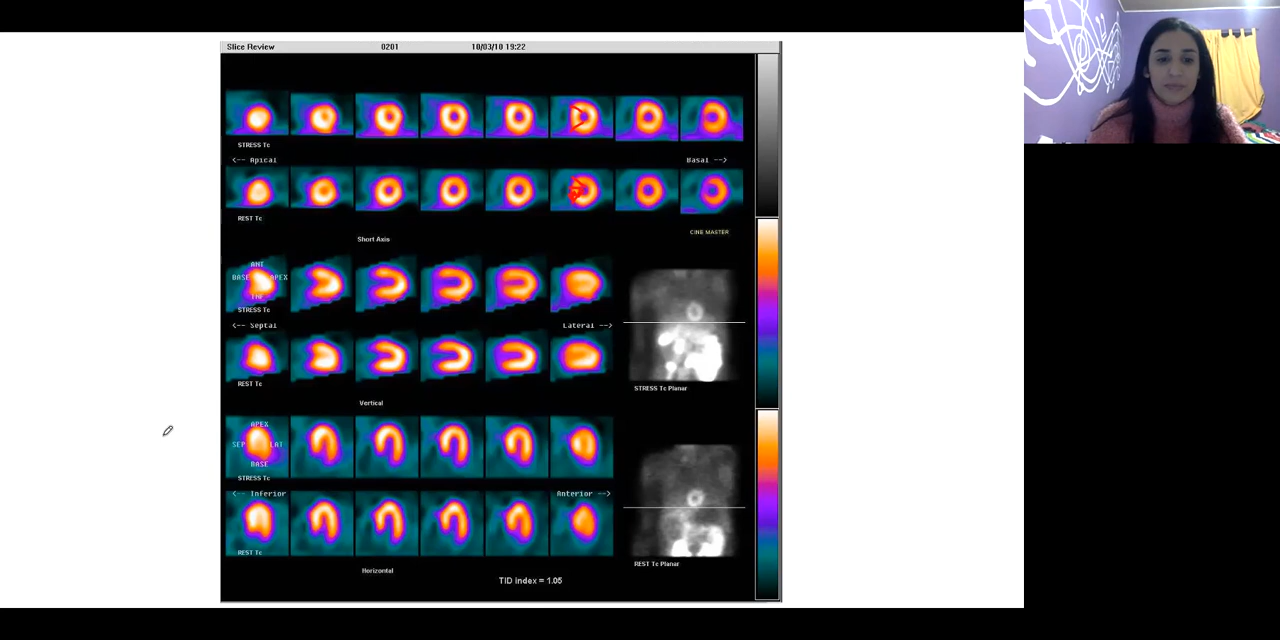 Slice Review 0201 10/03/10 19:22
STRESS Tc
<-- Apical Basal -->
REST Tc
CINE MASTER
Short Axis
ANT
BASE APEX
INF
STRESS Tc
<-- Septal Lateral -->
REST Tc
STRESS Tc Planar
Vertical
APEX
SEP LAT
BASE
STRESS Tc
<-- Inferior Anterior -->
REST Tc
REST Tc Planar
Horizontal
TID index = 1.05